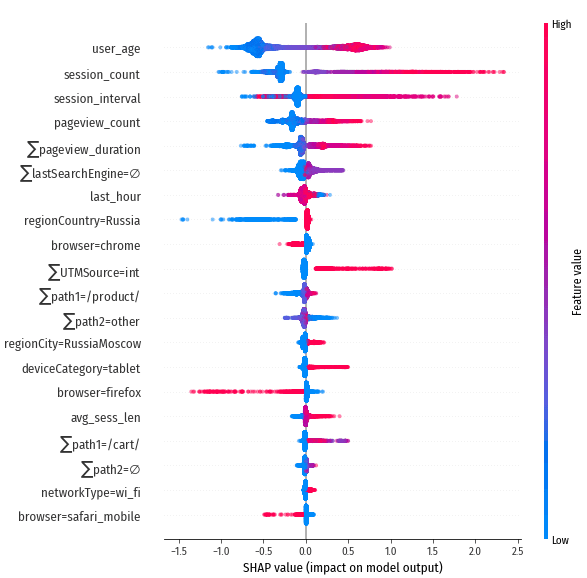 High
user_age
session_count
session_interval
pageview_count
∑pageview_duration
∑lastSearchEngine=∅
last_hour
regionCountry=Russia
browser=chrome
∑UTMSource=int
∑path1=/product/
∑path2=other
regionCity=RussiaMoscow
deviceCategory=tablet
browser=firefox
avg_sess_len
∑path1=/cart/
∑path2=∅
networkType=wi_fi
browser=safari_mobile
Feature value
Low
−1.5 −1.0 −0.5 0.0 0.5 1.0 1.5 2.0 2.5
SHAP value (impact on model output)